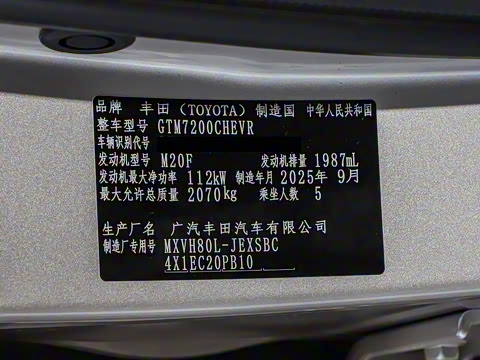 品牌 丰田(TOYOTA) 制造国 中华人民共和国
整车型号 GTM7200CHEVR
车辆识别代号
发动机型号 M20F 发动机排量 1987mL
发动机最大净功率 112kW 制造年月 2025年 9月
最大允许总质量 2070kg 乘坐人数 5
生产厂名 广汽丰田汽车有限公司
制造厂专用号 MXVH80L-JEXSBC
4X1EC20PB10